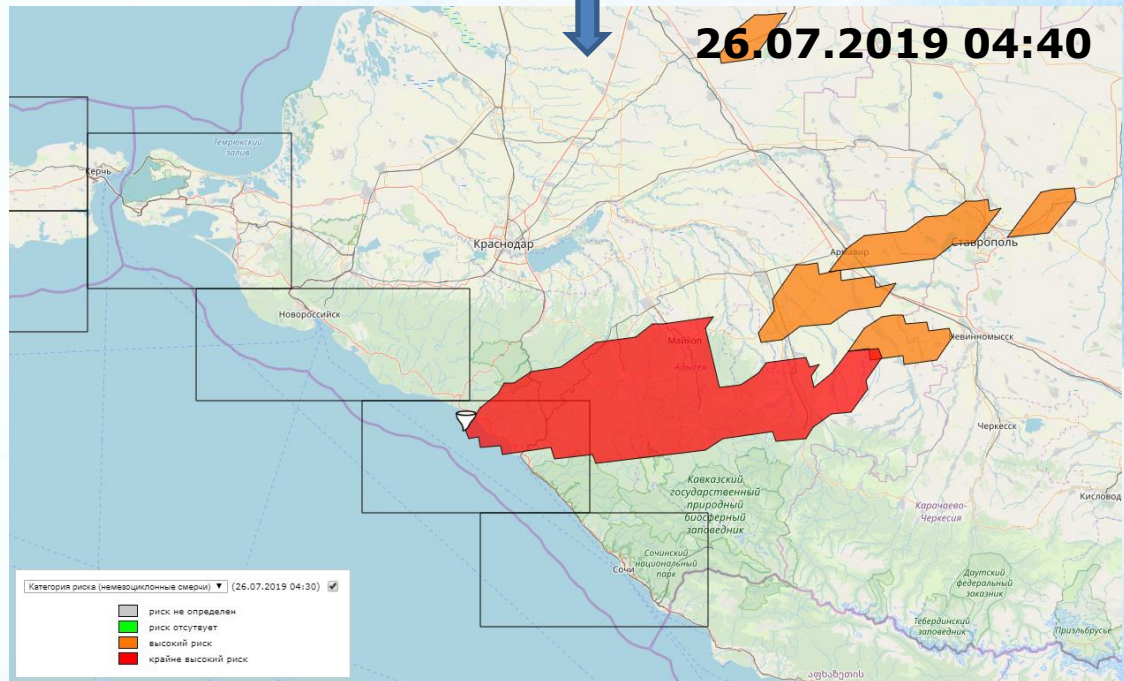 26.07.2019 04:40
Темрюкский
залив
Керчь
Краснодар
Ставрополь
Армавир
Новороссийск
Майкоп
Невинномысск
Адыгея
Черкесск
Кавказский
государственный
природный
биосферный
заповедник
Кисловод
Карачаево-
Черкесия
Сочинский
национальный
парк
Сочи
Даутский
федеральный
заказник
Тебердинский
заповедник
Приэльбрусье
აფხაზეთის
Категория риска (немезоциклонные смерчи) ▼ (26.07.2019 04:30)
риск не определен
риск отсутвует
высокий риск
крайне высокий риск